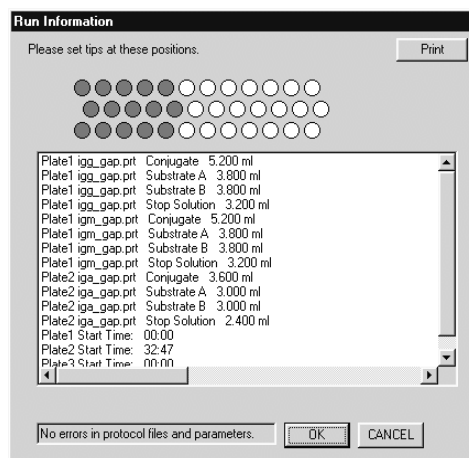 Run Information
Please set tips at these positions.
Print
Plate1 igg_gap.prt Conjugate 5.200 ml
Plate1 igg_gap.prt Substrate A 3.800 ml
Plate1 igg_gap.prt Substrate B 3.800 ml
Plate1 igg_gap.prt Stop Solution 3.200 ml
Plate1 igm_gap.prt Conjugate 5.200 ml
Plate1 igm_gap.prt Substrate A 3.800 ml
Plate1 igm_gap.prt Substrate B 3.800 ml
Plate1 igm_gap.prt Stop Solution 3.200 ml
Plate2 iga_gap.prt Conjugate 3.600 ml
Plate2 iga_gap.prt Substrate A 3.000 ml
Plate2 iga_gap.prt Substrate B 3.000 ml
Plate2 iga_gap.prt Stop Solution 2.400 ml
Plate1 Start Time: 00:00
Plate2 Start Time: 32:47
Plate3 Start Time: 00:00
No errors in protocol files and parameters.
OK
CANCEL